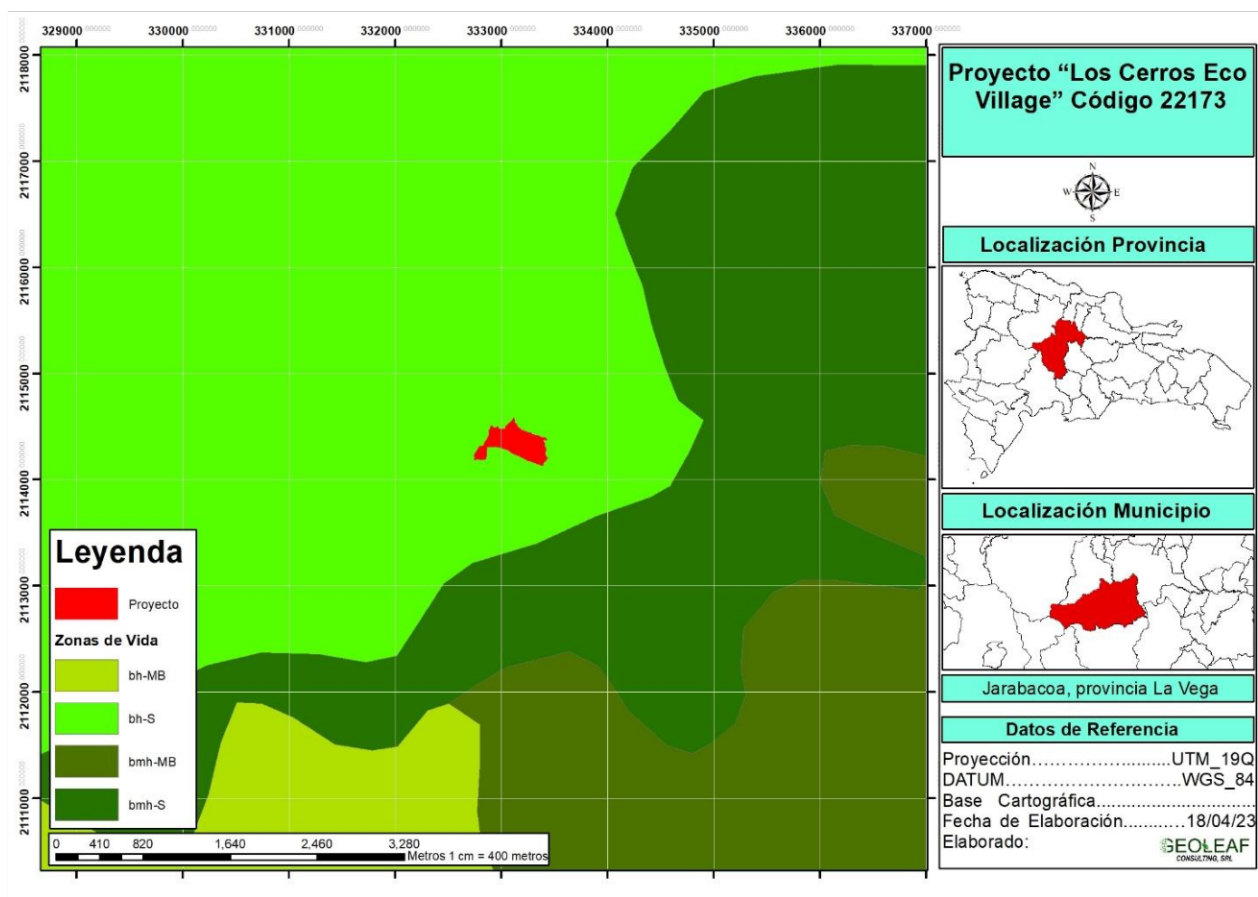 329000 330000 331000 332000 333000 334000 335000 336000 337000
2118000
2117000
2116000
2115000
2114000
2113000
2112000
2111000
Leyenda
Proyecto
Zonas de Vida
bh-MB
bh-S
bmh-MB
bmh-S
0 410 820 1,640 2,460 3,280
Metros 1 cm = 400 metros
Proyecto “Los Cerros Eco
Village” Código 22173
N
W E
S
Localización Provincia
Localización Municipio
Jarabacoa, provincia La Vega
Datos de Referencia
Proyección.......................UTM_19Q
DATUM............................WGS_84
Base Cartográfica...............................
Fecha de Elaboración...........18/04/23
Elaborado:
GEOLEAF
CONSULTING, SRL